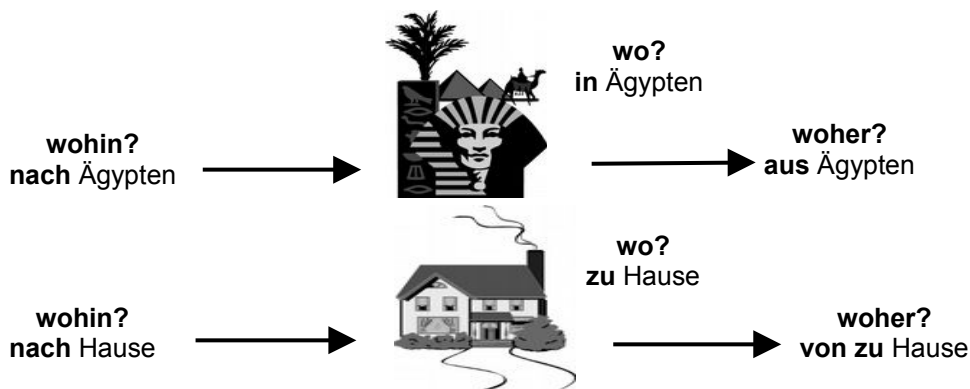 wo?
in Ägypten
wohin?
nach Ägypten
woher?
aus Ägypten
wo?
zu Hause
wohin?
nach Hause
woher?
von zu Hause